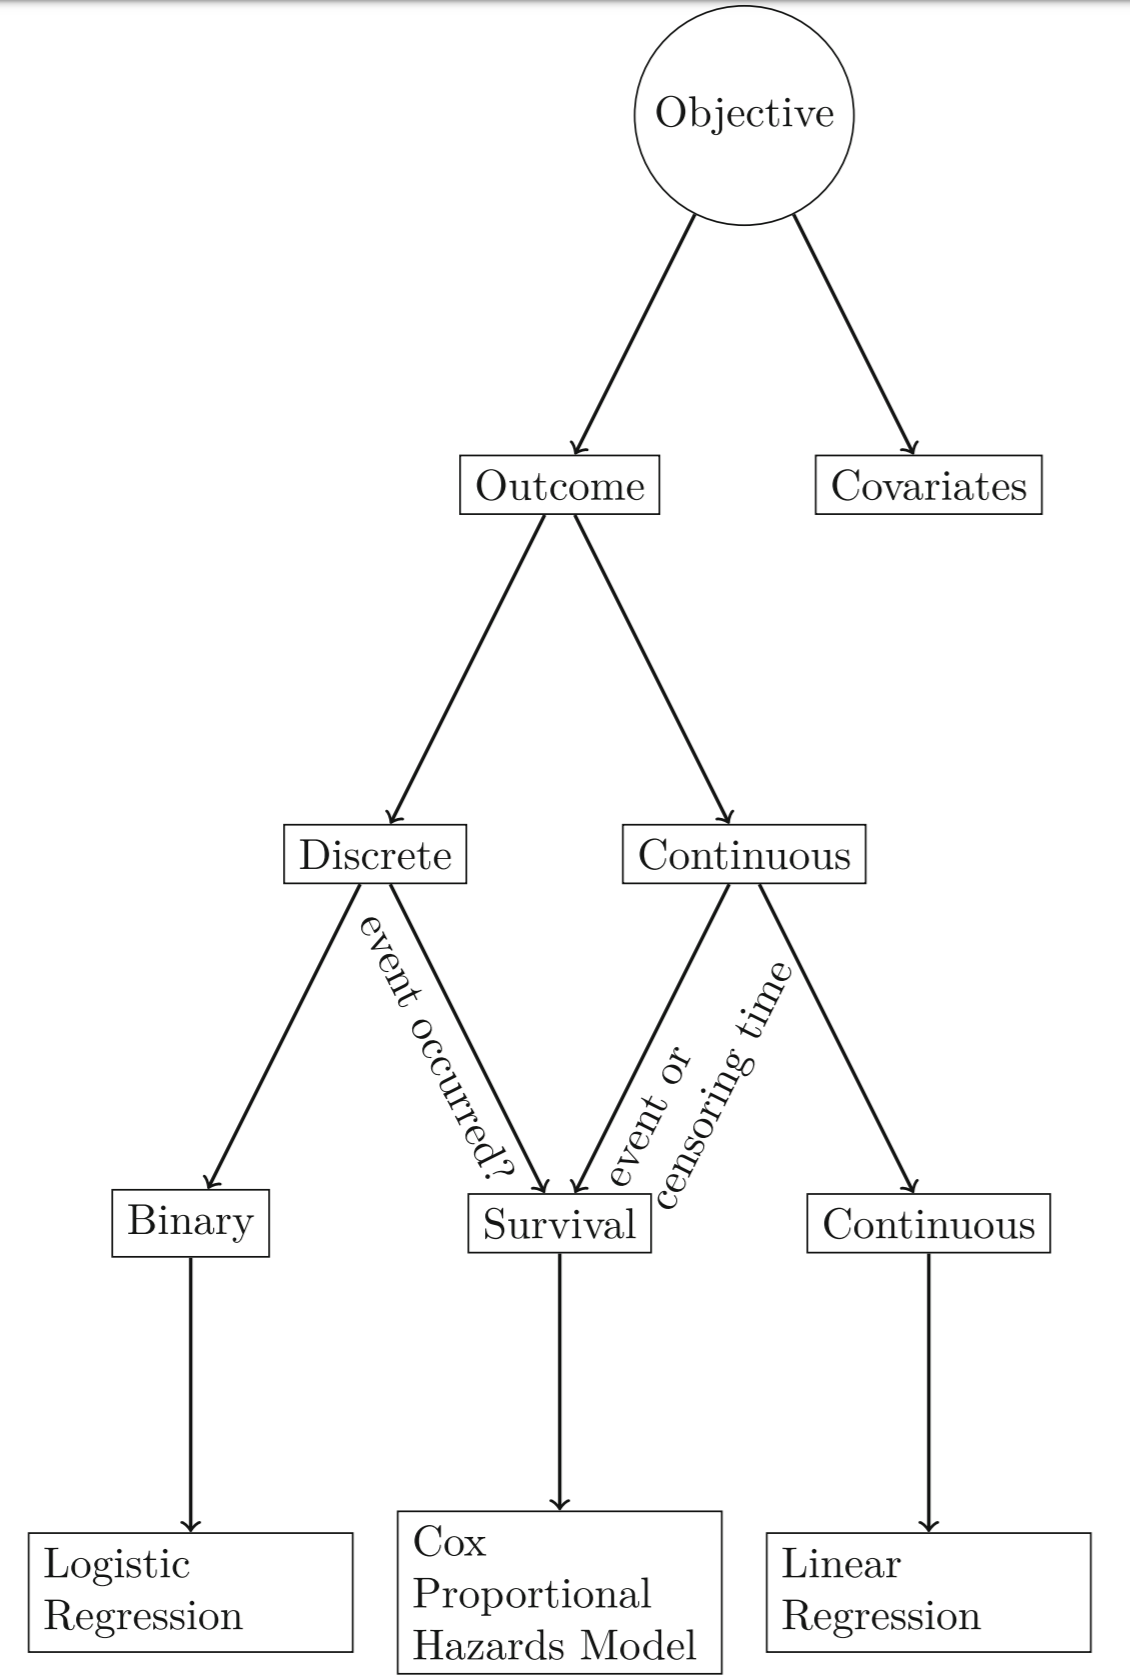 Objective
Outcome
Covariates
Discrete
Continuous
event occurred?
event or
censoring time
Binary
Survival
Continuous
Logistic
Regression
Cox
Proportional
Hazards Model
Linear
Regression